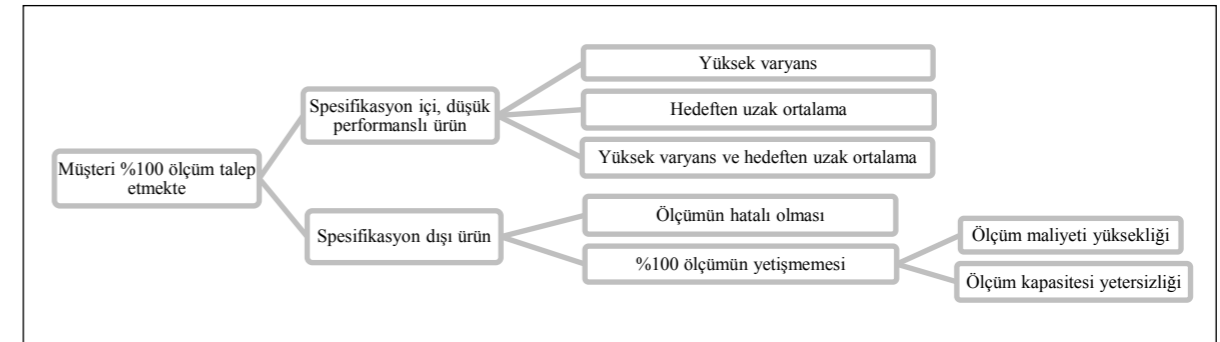 Yüksek varyans
Spesifikasyon içi, düşük
performanslı ürün
Hedeften uzak ortalama
Müşteri %100 ölçüm talep
etmekte
Yüksek varyans ve hedeften uzak ortalama
Spesifikasyon dışı ürün
Ölçümün hatalı olması
Ölçüm maliyeti yüksekliği
%100 ölçümün yetişmemesi
Ölçüm kapasitesi yetersizliği